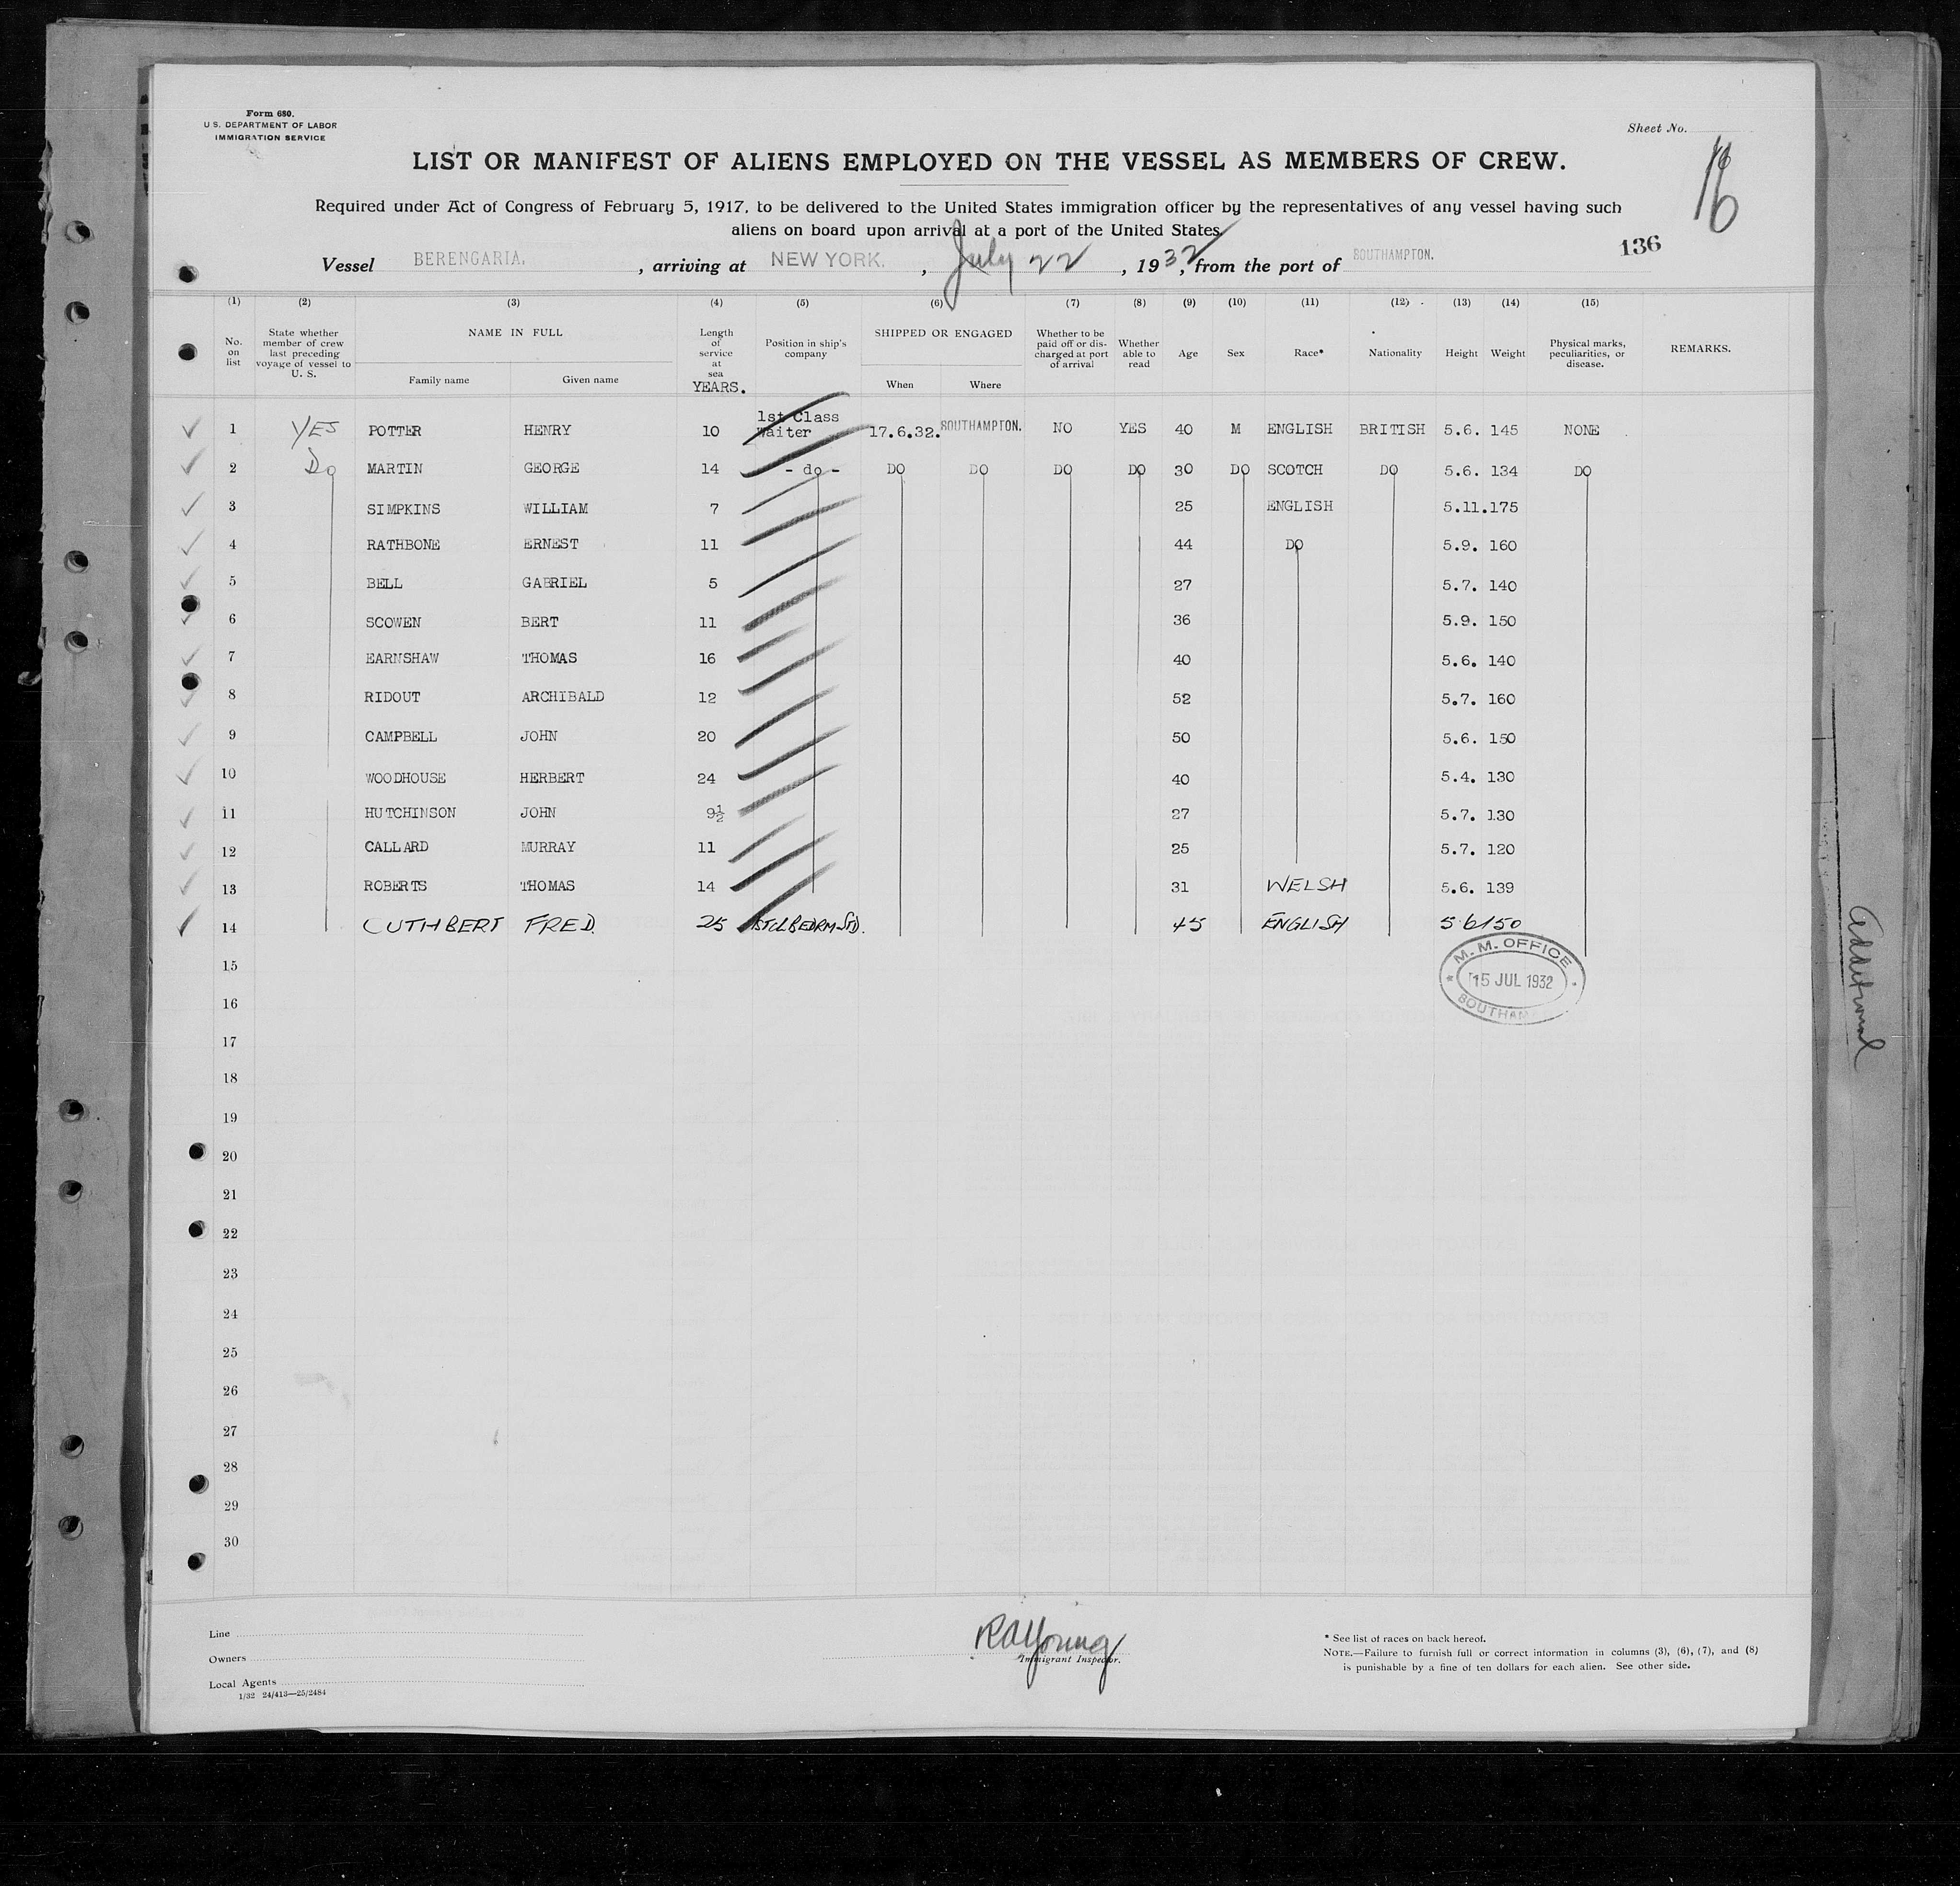 Form 680.
U.S. DEPARTMENT OF LABOR
IMMIGRATION SERVICE
Sheet No.
16
LIST OR MANIFEST OF ALIENS EMPLOYED ON THE VESSEL AS MEMBERS OF CREW.
Required under Act of Congress of February 5, 1917, to be delivered to the United States immigration officer by the representatives of any vessel having such
aliens on board upon arrival at a port of the United States.
136
Vessel BERENGARIA. , arriving at NEW YORK. , July 22 , 1932, from the port of SOUTHAMPTON.
(1) (2) (3) (4) (5) (6) (7) (8) (9) (10) (11) (12) (13) (14) (15)
No. on list State whether member of crew last preceding voyage of vessel to U. S. NAME IN FULL Family name Given name Length of service at sea YEARS. Position in ship's company SHIPPED OR ENGAGED When Where Whether to be paid off or discharged at port of arrival Whether able to read Age Sex Race* Nationality Height Weight Physical marks, peculiarities, or disease. REMARKS.
1 YES POTTER HENRY 10 1st Class Waiter 17.6.32. SOUTHAMPTON. NO YES 40 M ENGLISH BRITISH 5.6. 145 NONE
2 Do MARTIN GEORGE 14 - do - DO DO DO DO 30 DO SCOTCH DO 5.6. 134 DO
3 SIMPKINS WILLIAM 7 25 ENGLISH 5.11. 175
4 RATHBONE ERNEST 11 44 DO 5.9. 160
5 BELL GABRIEL 5 27 5.7. 140
6 SCOWEN BERT 11 36 5.9. 150
7 EARNSHAW THOMAS 16 40 5.6. 140
8 RIDOUT ARCHIBALD 12 52 5.7. 160
9 CAMPBELL JOHN 20 50 5.6. 150
10 WOODHOUSE HERBERT 24 40 5.4. 130
11 HUTCHINSON JOHN 9½ 27 5.7. 130
12 CALLARD MURRAY 11 25 5.7. 120
13 ROBERTS THOMAS 14 31 WELSH 5.6. 139
14 CUTHBERT FRED. 25 BEDRM STD. 45 ENGLISH 5 6 150
15
16
17
18
19
20
21
22
23
24
25
26
27
28
29
30
M. M. OFFICE
15 JUL 1932
Additional
Line
Owners
Local Agents
1/32 24/413—25/2484
R A Young
Immigrant Inspector.
* See list of races on back hereof.
NOTE.—Failure to furnish full or correct information in columns (3), (6), (7), and (8)
is punishable by a fine of ten dollars for each alien. See other side.